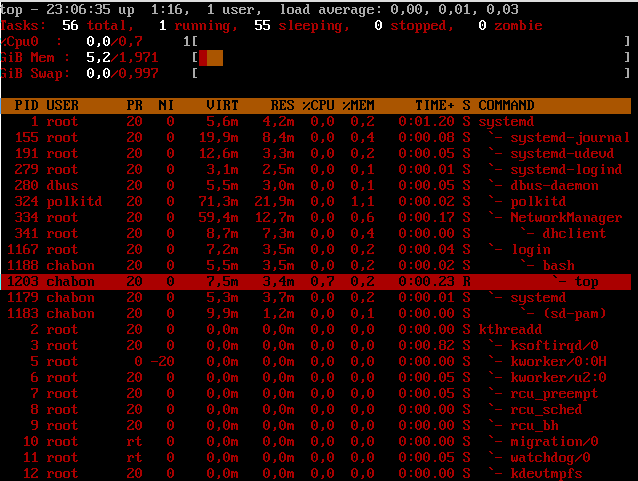 top - 23:06:35 up  1:16,  1 user,  load average: 0,00, 0,01, 0,03
Tasks:  56 total,   1 running,  55 sleeping,   0 stopped,   0 zombie
%Cpu0  :   0,0/0,7     1[                                                      ]
GiB Mem :  5,2/1,971    [                                                      ]
GiB Swap:  0,0/0,997    [                                                      ]
  PID USER      PR  NI    VIRT    RES %CPU %MEM     TIME+ S COMMAND
    1 root      20   0    5,6m   4,2m  0,0  0,2   0:01.20 S systemd
  155 root      20   0   19,9m   8,4m  0,0  0,4   0:00.08 S  `- systemd-journal
  191 root      20   0   12,6m   3,3m  0,0  0,2   0:00.05 S  `- systemd-udevd
  279 root      20   0    3,1m   2,5m  0,0  0,1   0:00.01 S  `- systemd-logind
  280 dbus      20   0    5,5m   3,0m  0,0  0,1   0:00.05 S  `- dbus-daemon
  324 polkitd   20   0   71,3m  21,9m  0,0  1,1   0:00.02 S  `- polkitd
  334 root      20   0   59,4m  12,7m  0,0  0,6   0:00.17 S  `- NetworkManager
  341 root      20   0    8,7m   7,3m  0,0  0,4   0:00.00 S      `- dhclient
 1167 root      20   0    7,2m   3,5m  0,0  0,2   0:00.04 S  `- login
 1188 chabon    20   0    5,5m   3,5m  0,0  0,2   0:00.02 S      `- bash
 1203 chabon    20   0    7,5m   3,4m  0,7  0,2   0:00.23 R          `- top
 1179 chabon    20   0    5,3m   3,7m  0,0  0,2   0:00.01 S  `- systemd
 1183 chabon    20   0    9,9m   1,2m  0,0  0,1   0:00.00 S      `- (sd-pam)
    2 root      20   0    0,0m   0,0m  0,0  0,0   0:00.00 S kthreadd
    3 root      20   0    0,0m   0,0m  0,0  0,0   0:00.82 S  `- ksoftirqd/0
    5 root       0 -20    0,0m   0,0m  0,0  0,0   0:00.00 S  `- kworker/0:0H
    6 root      20   0    0,0m   0,0m  0,0  0,0   0:00.05 S  `- kworker/u2:0
    7 root      20   0    0,0m   0,0m  0,0  0,0   0:00.05 S  `- rcu_preempt
    8 root      20   0    0,0m   0,0m  0,0  0,0   0:00.00 S  `- rcu_sched
    9 root      20   0    0,0m   0,0m  0,0  0,0   0:00.00 S  `- rcu_bh
   10 root      rt   0    0,0m   0,0m  0,0  0,0   0:00.00 S  `- migration/0
   11 root      rt   0    0,0m   0,0m  0,0  0,0   0:00.05 S  `- watchdog/0
   12 root      20   0    0,0m   0,0m  0,0  0,0   0:00.00 S  `- kdevtmpfs